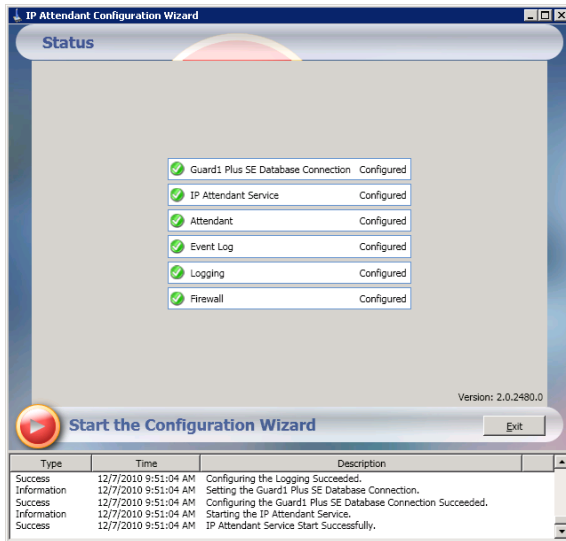 IP Attendant Configuration Wizard
Status
Guard1 Plus SE Database Connection Configured
IP Attendant Service Configured
Attendant Configured
Event Log Configured
Logging Configured
Firewall Configured
Version: 2.0.2480.0
Start the Configuration Wizard Exit
Type Time Description
Success 12/7/2010 9:51:04 AM Configuring the Logging Succeeded.
Information 12/7/2010 9:51:04 AM Setting the Guard1 Plus SE Database Connection.
Success 12/7/2010 9:51:04 AM Configuring the Guard1 Plus SE Database Connection Succeeded.
Information 12/7/2010 9:51:04 AM Starting the IP Attendant Service.
Success 12/7/2010 9:51:04 AM IP Attendant Service Start Successfully.